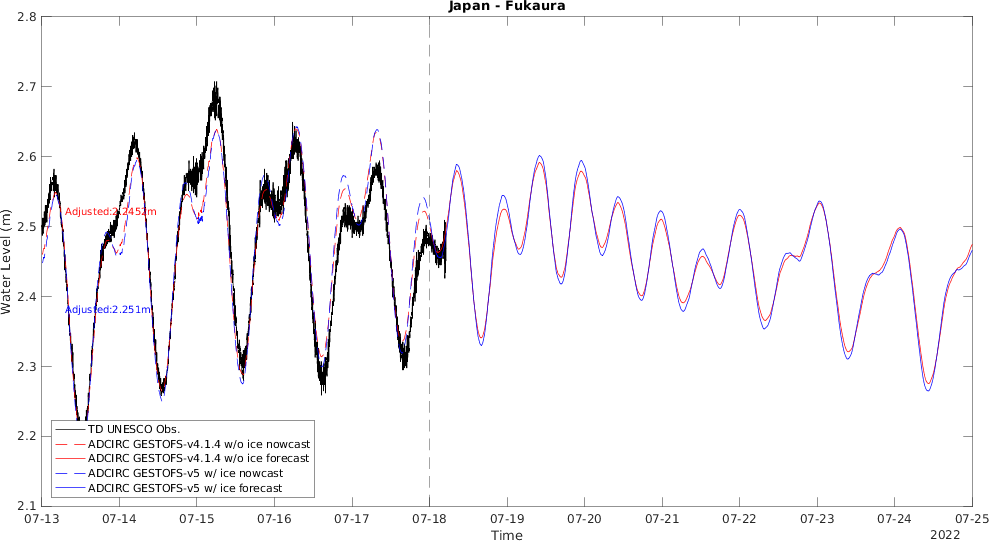 Japan - Fukaura
2.8
2.7
2.6
2.5
2.4
2.3
2.2
2.1
Water Level (m)
Adjusted:2.2452m
Adjusted:2.251m
TD UNESCO Obs.
ADCIRC GESTOFS-v4.1.4 w/o ice nowcast
ADCIRC GESTOFS-v4.1.4 w/o ice forecast
ADCIRC GESTOFS-v5 w/ ice nowcast
ADCIRC GESTOFS-v5 w/ ice forecast
07-13 07-14 07-15 07-16 07-17 07-18 07-19 07-20 07-21 07-22 07-23 07-24 07-25
Time
2022